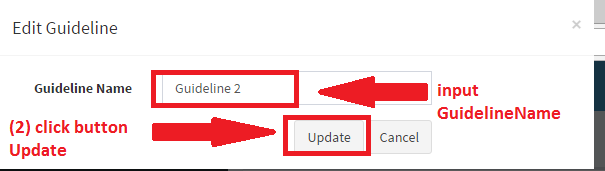 Edit Guideline
×
Guideline Name
Guideline 2
input
GuidelineName
(2) click button
Update
Update
Cancel